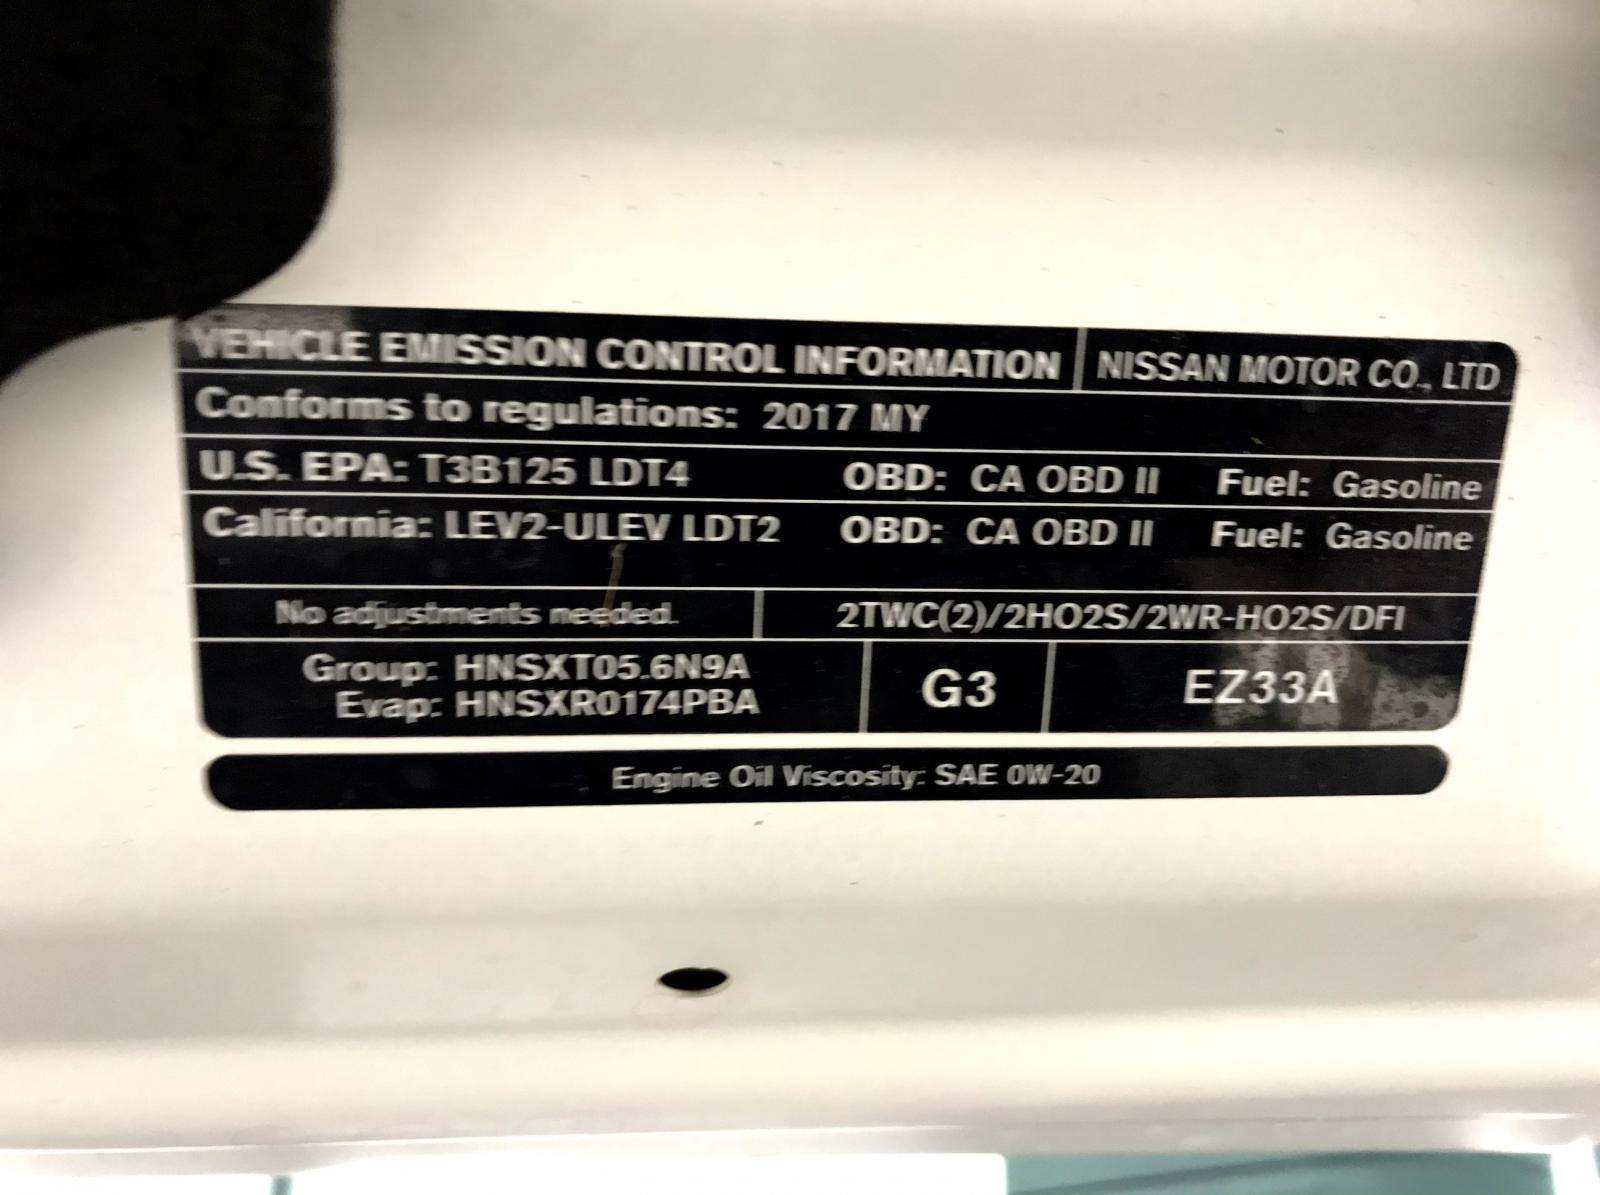 VEHICLE EMISSION CONTROL INFORMATION NISSAN MOTOR CO., LTD
Conforms to regulations: 2017 MY
U.S. EPA: T3B125 LDT4 OBD: CA OBD II Fuel: Gasoline
California: LEV2-ULEV LDT2 OBD: CA OBD II Fuel: Gasoline
No adjustments needed. 2TWC(2)/2HO2S/2WR-HO2S/DFI
Group: HNSXT05.6N9A
Evap: HNSXR0174PBA
G3
EZ33A
Engine Oil Viscosity: SAE 0W-20